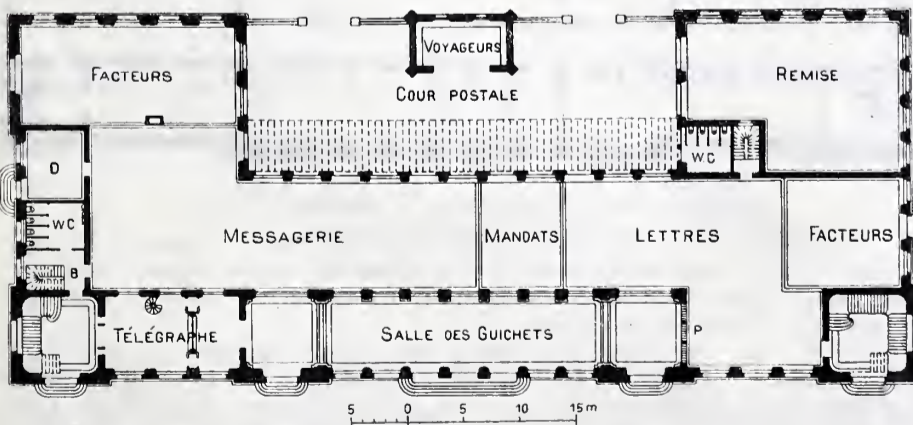 VOYAGEURS
FACTEURS
REMISE
COUR POSTALE
D
WC
WC
MESSAGERIE
MANDATS
LETTRES
FACTEURS
B
TÉLÉGRAPHE
SALLE DES GUICHETS
P
5 0 5 10 15 m